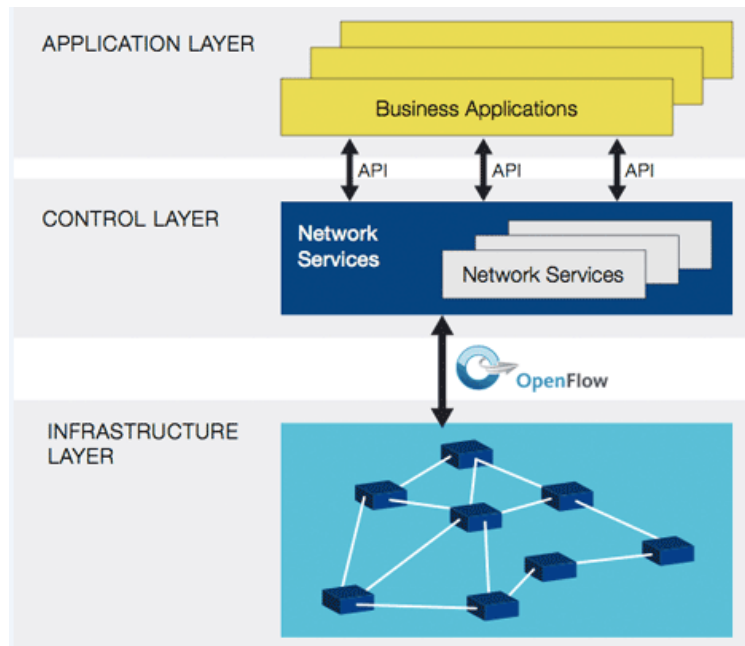 APPLICATION LAYER
Business Applications
API
API
API
CONTROL LAYER
Network
Services
Network Services
OpenFlow
INFRASTRUCTURE
LAYER